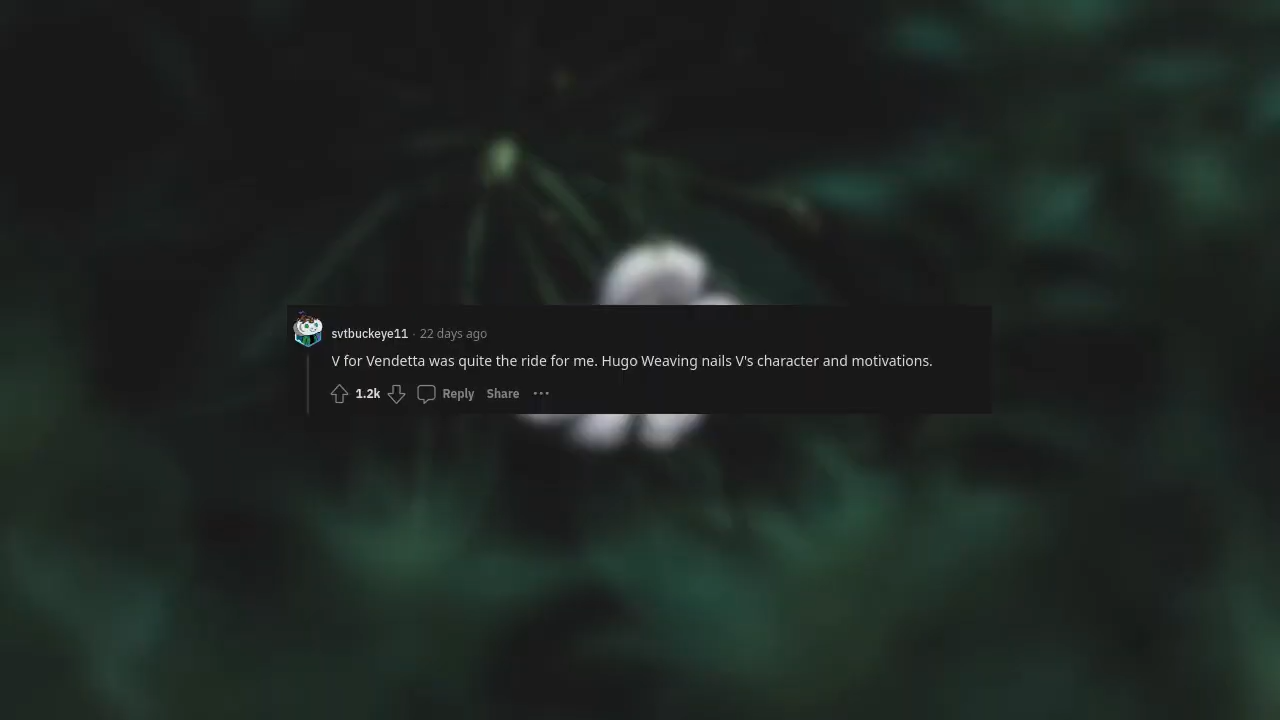 svtbuckeye11 · 22 days ago
V for Vendetta was quite the ride for me. Hugo Weaving nails V's character and motivations.
1.2k Reply Share ···